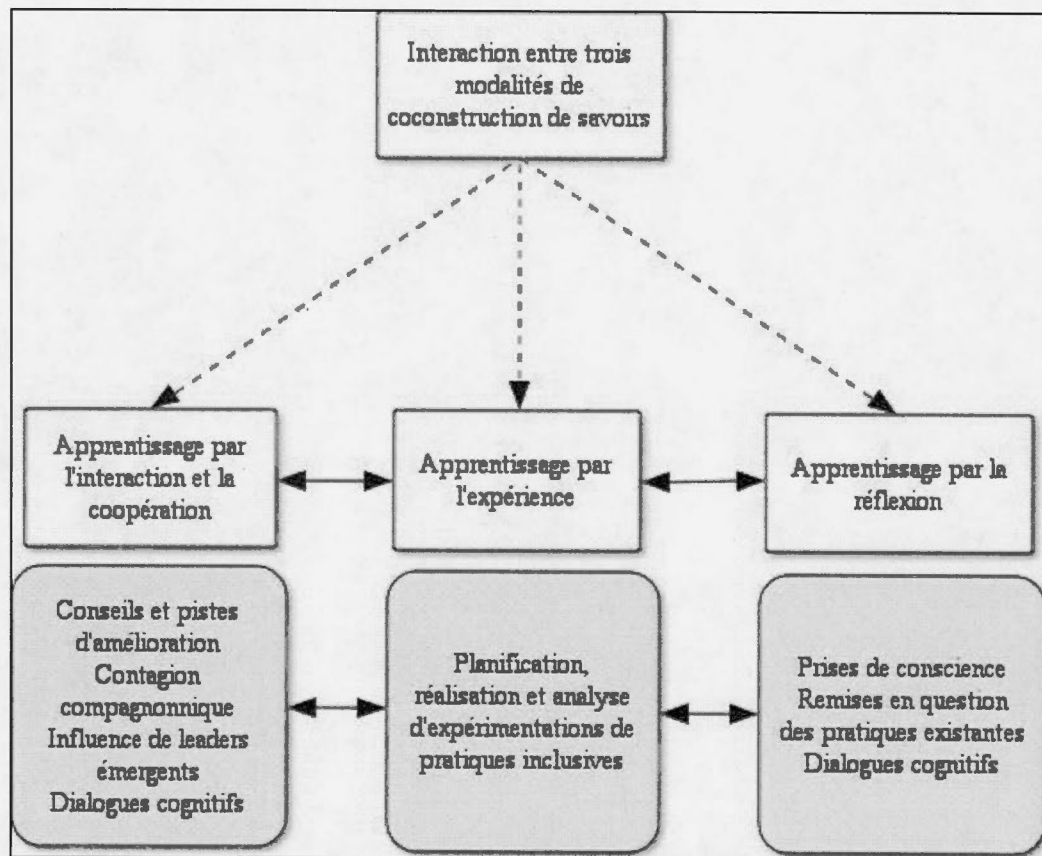 Interaction entre trois
modalités de
coconstruction de savoirs
Apprentissage par
l'interaction et la
coopération
Apprentissage par
l'expérience
Apprentissage par la
réflexion
Conseils et pistes
d'amélioration
Contagion
compagnonnique
Influence de leaders
émergents
Dialogues cognitifs
Planification,
réalisation et analyse
d'expérimentations de
pratiques inclusives
Prises de conscience
Remises en question
des pratiques existantes
Dialogues cognitifs